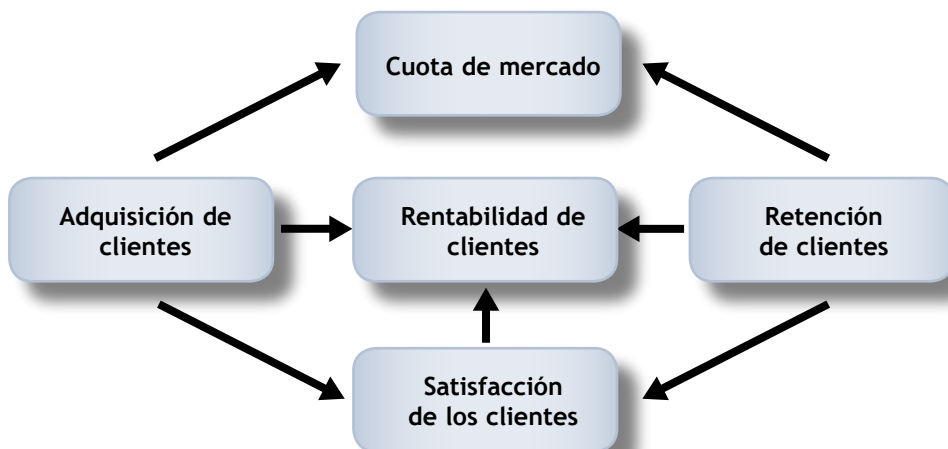 Cuota de mercado
Adquisición de
clientes
Rentabilidad de
clientes
Retención
de clientes
Satisfacción
de los clientes